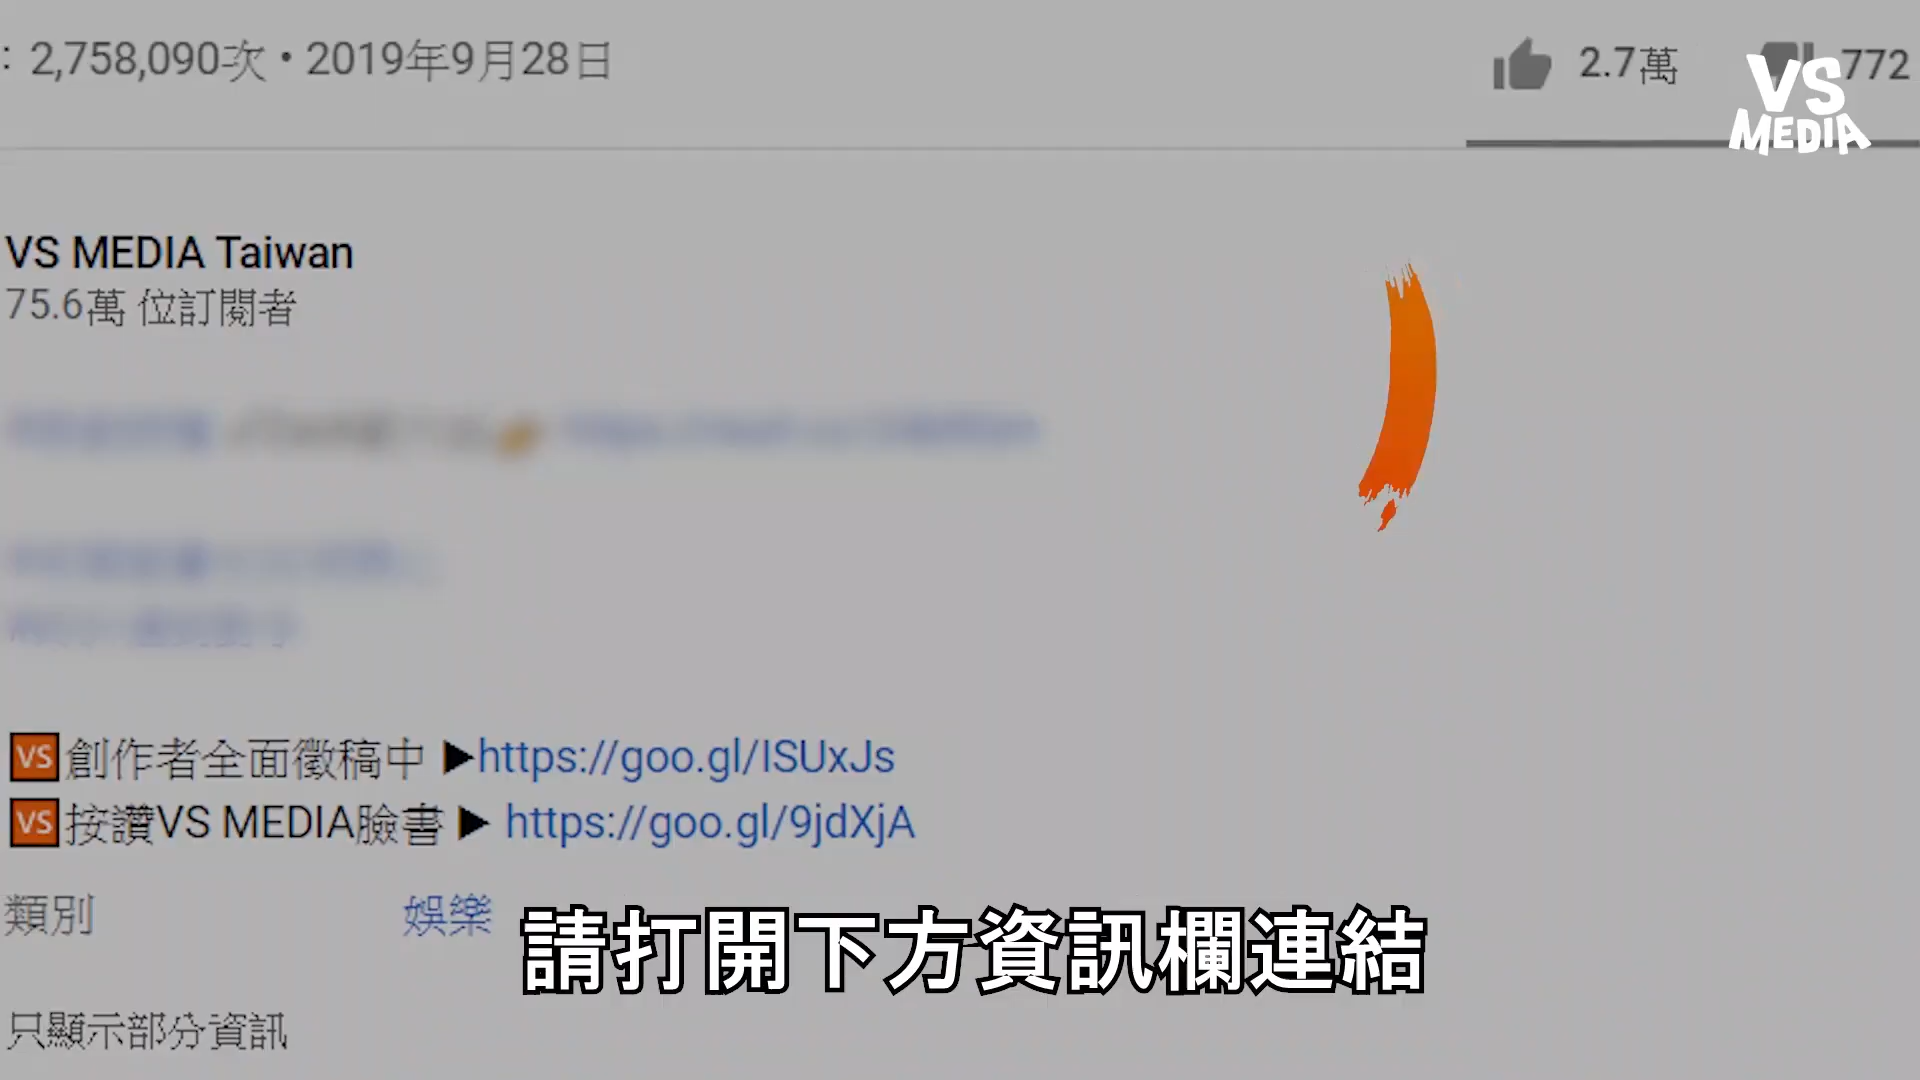 : 2,758,090次 • 2019年9月28日
2.7萬
772
VS
MEDIA
VS MEDIA Taiwan
75.6萬 位訂閱者
VS 創作者全面徵稿中 ▶https://goo.gl/ISUxJs
VS 按讚VS MEDIA臉書 ▶ https://goo.gl/9jdXjA
類別 娛樂
請打開下方資訊欄連結
只顯示部分資訊